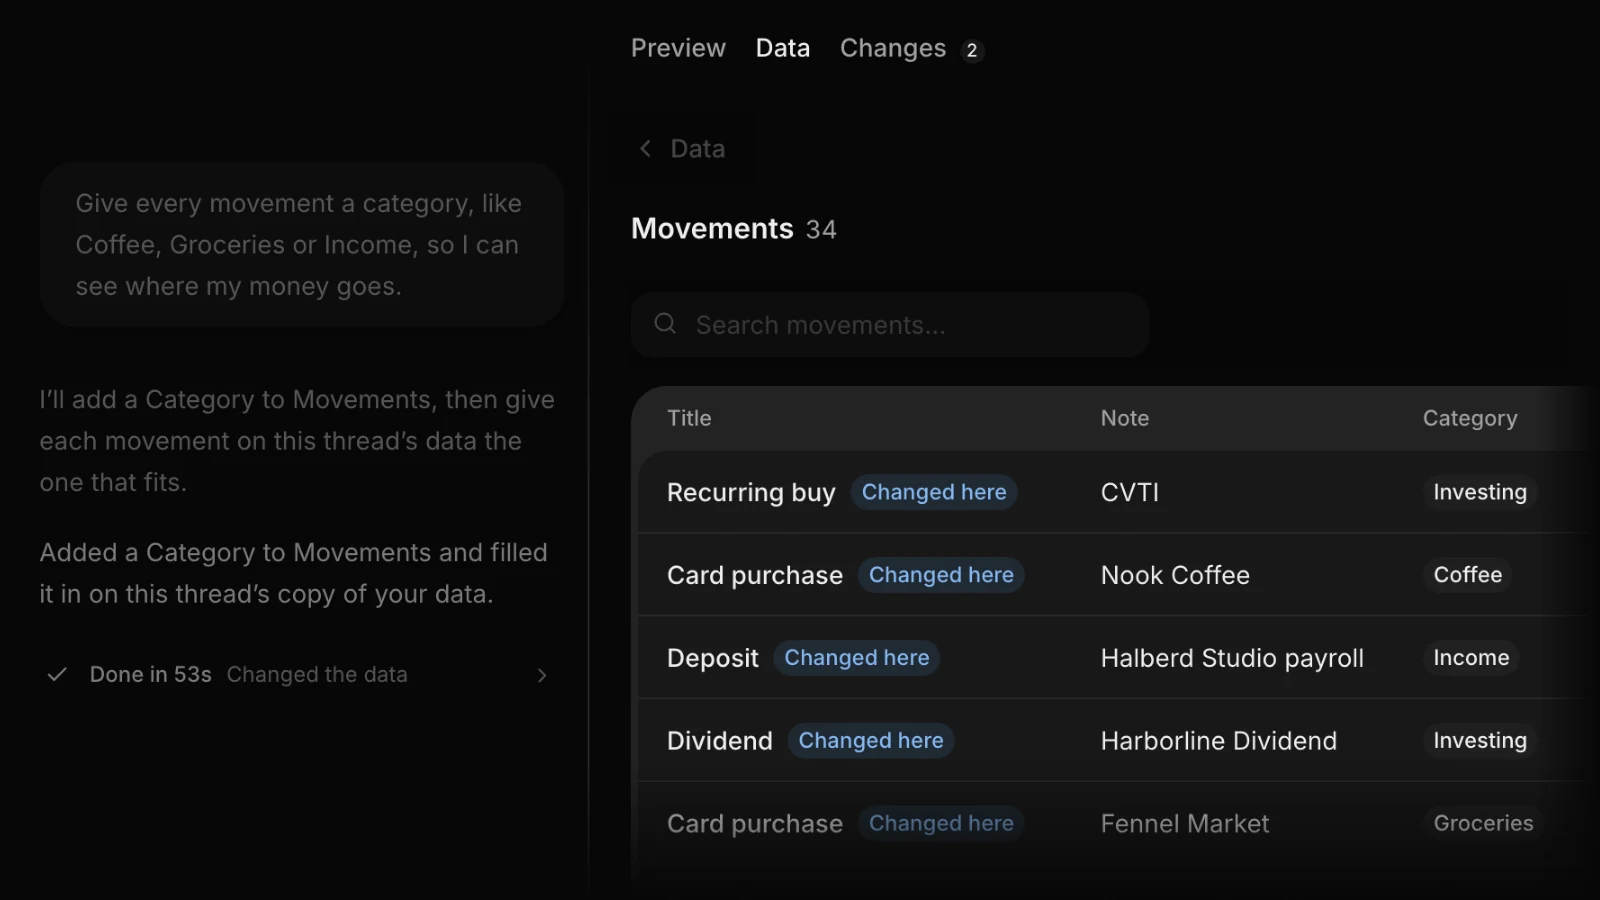 Preview Data Changes 2
Give every movement a category, like
Coffee, Groceries or Income, so I can
see where my money goes.
I’ll add a Category to Movements, then give
each movement on this thread’s data the
one that fits.
Added a Category to Movements and filled
it in on this thread’s copy of your data.
Done in 53s Changed the data
Data
Movements 34
Search movements...
Title Note Category
Recurring buy Changed here CVTI Investing
Card purchase Changed here Nook Coffee Coffee
Deposit Changed here Halberd Studio payroll Income
Dividend Changed here Harborline Dividend Investing
Card purchase Changed here Fennel Market Groceries